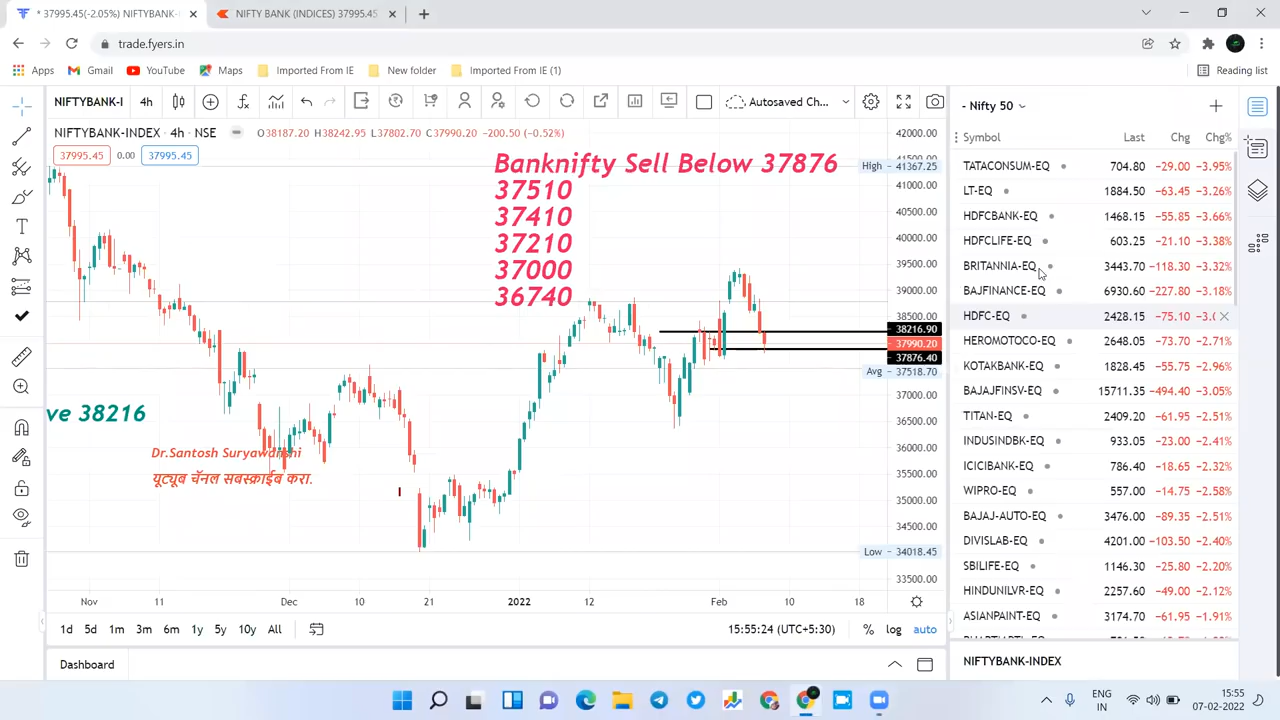 * 37995.45(-2.05%) NIFTYBANK-
NIFTY BANK (INDICES) 37995.45
trade.fyers.in
Apps Gmail YouTube Maps Imported From IE New folder Imported From IE (1) Reading list
NIFTYBANK-I 4h Autosaved Ch...
- Nifty 50
NIFTYBANK-INDEX • 4h • NSE O38187.20 H38242.95 L37802.70 C37990.20 −200.50 (−0.52%)
37995.45 0.00 37995.45
Banknifty Sell Below 37876
37510
37410
37210
37000
36740
ve 38216
Dr.Santosh Suryawanshi
यूट्यूब चॅनल सबस्क्राईब करा.
42000.00
High 41367.25
41000.00
40500.00
40000.00
39500.00
39000.00
38500.00
38216.90
37990.20
37876.40
Avg 37518.70
37000.00
36500.00
36000.00
35500.00
35000.00
34500.00
Low 34018.45
33500.00
Nov 11 Dec 10 21 2022 12 Feb 10 18
1d 5d 1m 3m 6m 1y 5y 10y All 15:55:24 (UTC+5:30) % log auto
Dashboard
Symbol Last Chg Chg%
TATACONSUM-EQ 704.80 −29.00 −3.95%
LT-EQ 1884.50 −63.45 −3.26%
HDFCBANK-EQ 1468.15 −55.85 −3.66%
HDFCLIFE-EQ 603.25 −21.10 −3.38%
BRITANNIA-EQ 3443.70 −118.30 −3.32%
BAJFINANCE-EQ 6930.60 −227.80 −3.18%
HDFC-EQ 2428.15 −75.10
HEROMOTOCO-EQ 2648.05 −73.70 −2.71%
KOTAKBANK-EQ 1828.45 −55.75 −2.96%
BAJAJFINSV-EQ 15711.35 −494.40 −3.05%
TITAN-EQ 2409.20 −61.95 −2.51%
INDUSINDBK-EQ 933.05 −23.00 −2.41%
ICICIBANK-EQ 786.40 −18.65 −2.32%
WIPRO-EQ 557.00 −14.75 −2.58%
BAJAJ-AUTO-EQ 3476.00 −89.35 −2.51%
DIVISLAB-EQ 4201.00 −103.50 −2.40%
SBILIFE-EQ 1146.30 −25.80 −2.20%
HINDUNILVR-EQ 2257.60 −49.00 −2.12%
ASIANPAINT-EQ 3174.70 −61.95 −1.91%
NIFTYBANK-INDEX
ENG
IN
15:55
07-02-2022